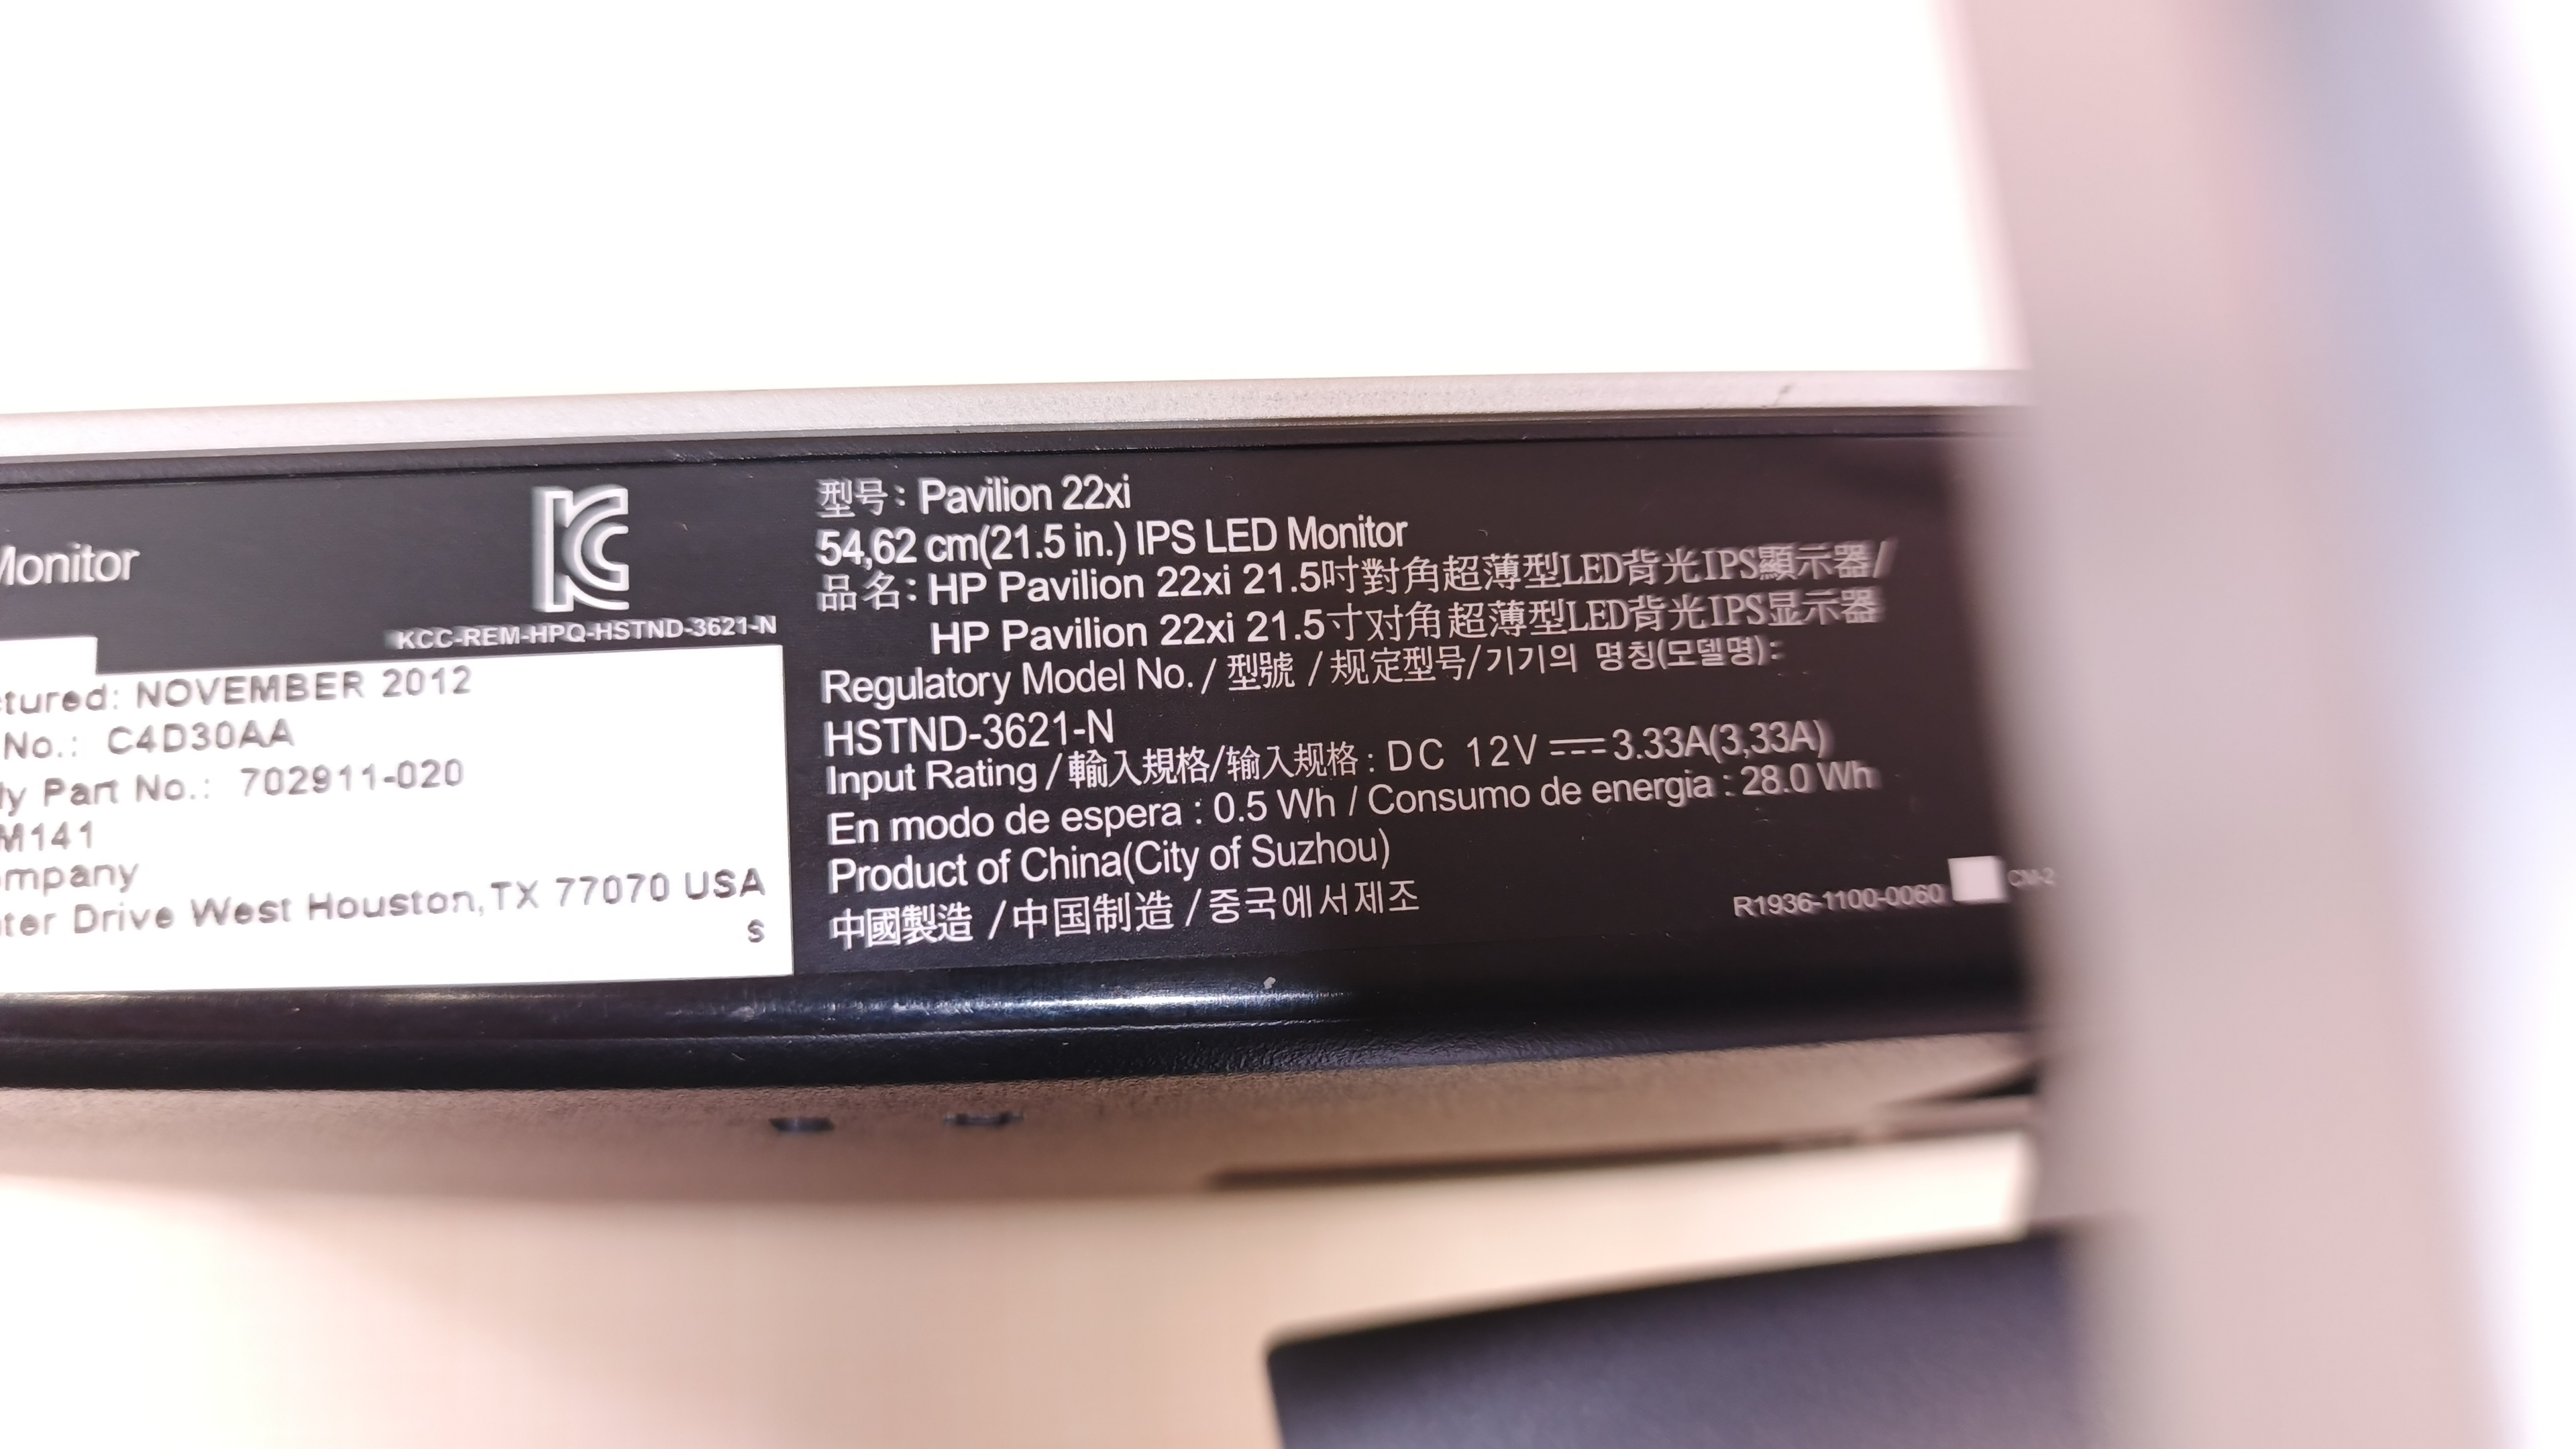 Monitor
KC
KCC-REM-HPQ-HSTND-3621-N
ctured: NOVEMBER 2012
No.: C4D30AA
ly Part No.: 702911-020
M141
ompany
ter Drive West Houston,TX 77070 USA
S
型号: Pavilion 22xi
54,62 cm(21.5 in.) IPS LED Monitor
品名: HP Pavilion 22xi 21.5吋對角超薄型LED背光IPS顯示器/
HP Pavilion 22xi 21.5寸对角超薄型LED背光IPS显示器
Regulatory Model No. / 型號 / 规定型号/기기의 명칭(모델명):
HSTND-3621-N
Input Rating / 輸入規格/输入规格: DC 12V ⎓ 3.33A(3,33A)
En modo de espera : 0.5 Wh / Consumo de energia : 28.0 Wh
Product of China(City of Suzhou)
中國製造 /中国制造 /중국에서제조
R1936-1100-0060 CM-2